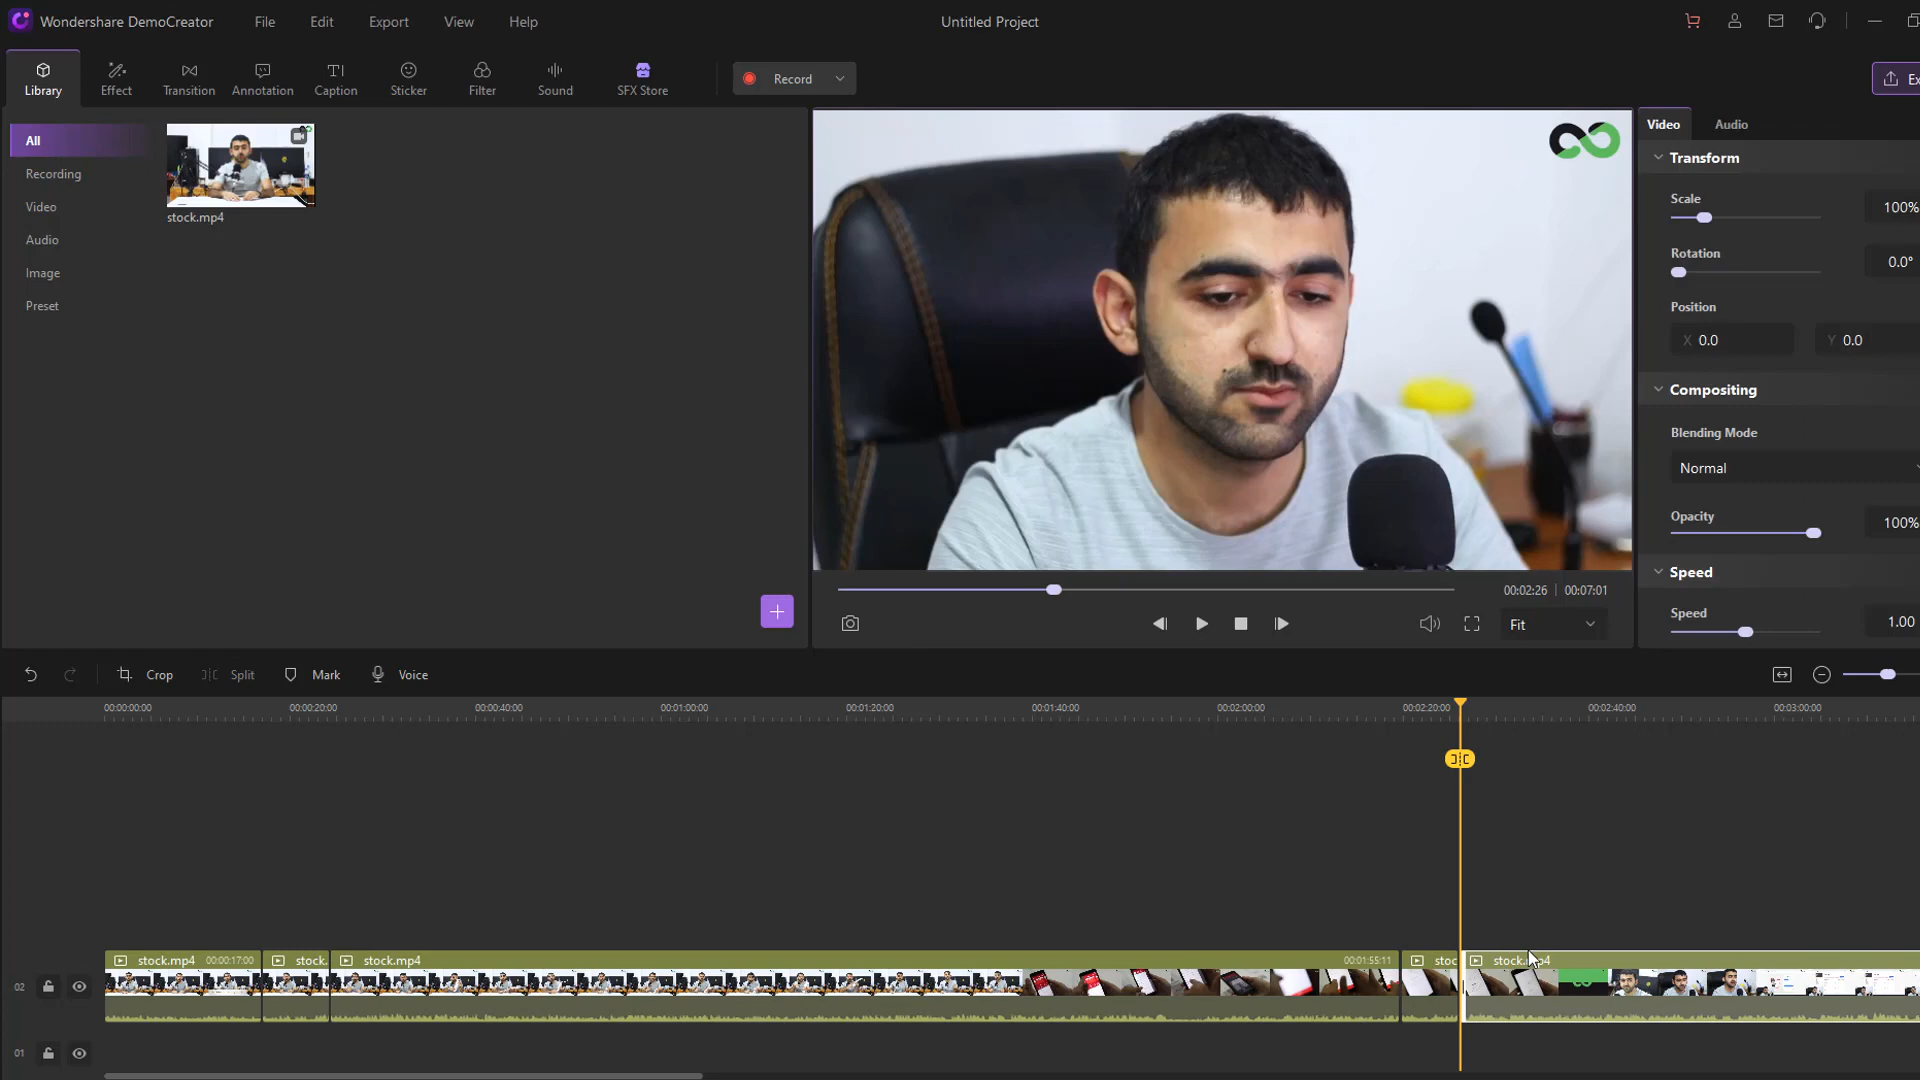 Wondershare DemoCreator File Edit Export View Help Untitled Project
Library Effect Transition Annotation Caption Sticker Filter Sound SFX Store Record Ex
All
Recording
Video
Audio
Image
Preset
stock.mp4
00:02:26 | 00:07:01
Fit
Video Audio
Transform
Scale
100%
Rotation
0.0°
Position
X 0.0 Y 0.0
Compositing
Blending Mode
Normal
Opacity
100%
Speed
Speed
1.00
Crop Split Mark Voice
00:00:00:00 00:00:20:00 00:00:40:00 00:01:00:00 00:01:20:00 00:01:40:00 00:02:00:00 00:02:20:00 00:02:40:00 00:03:00:00
stock.mp4 00:00:17:00 stock. stock.mp4 00:01:55:11 stoc stock.mp4
02
01